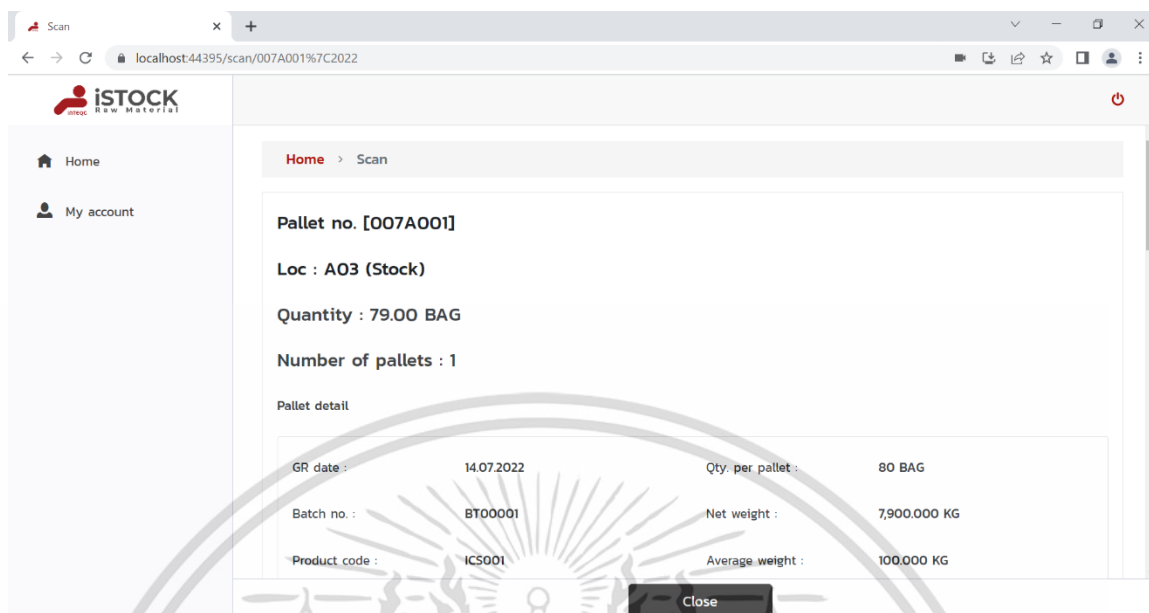 Scan
localhost:44395/scan/007A001%7C2022
iSTOCK
INTEQC Raw Material
Home
My account
Home > Scan
Pallet no. [007A001]
Loc : A03 (Stock)
Quantity : 79.00 BAG
Number of pallets : 1
Pallet detail
GR date : 14.07.2022 Qty. per pallet : 80 BAG
Batch no. : BT00001 Net weight : 7,900.000 KG
Product code : ICS001 Average weight : 100.000 KG
Close